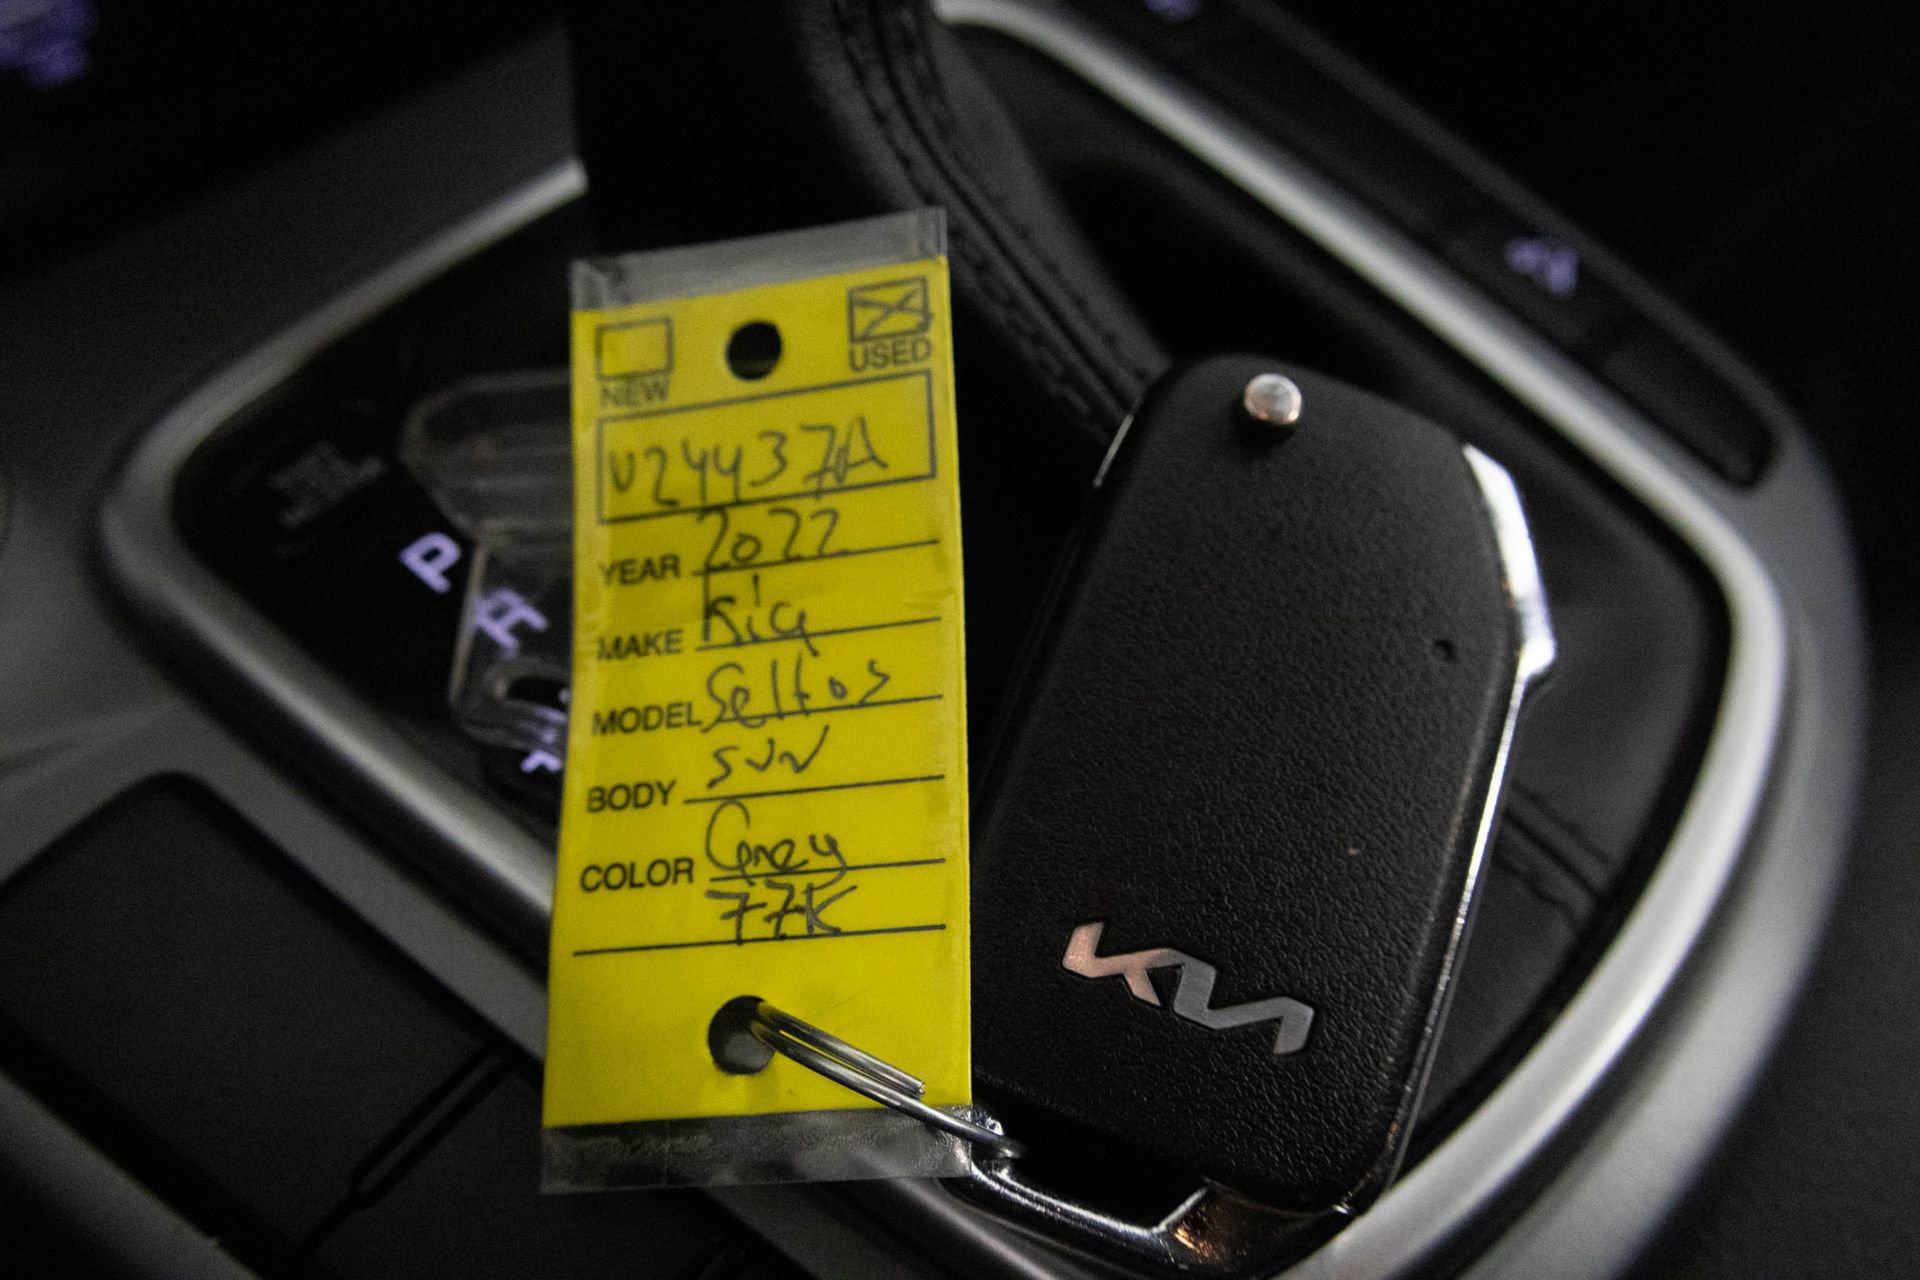 NEW USED
U24437A
YEAR 2022
MAKE Kia
MODEL Seltos
BODY SUV
COLOR Grey
77K
KIA
P
R